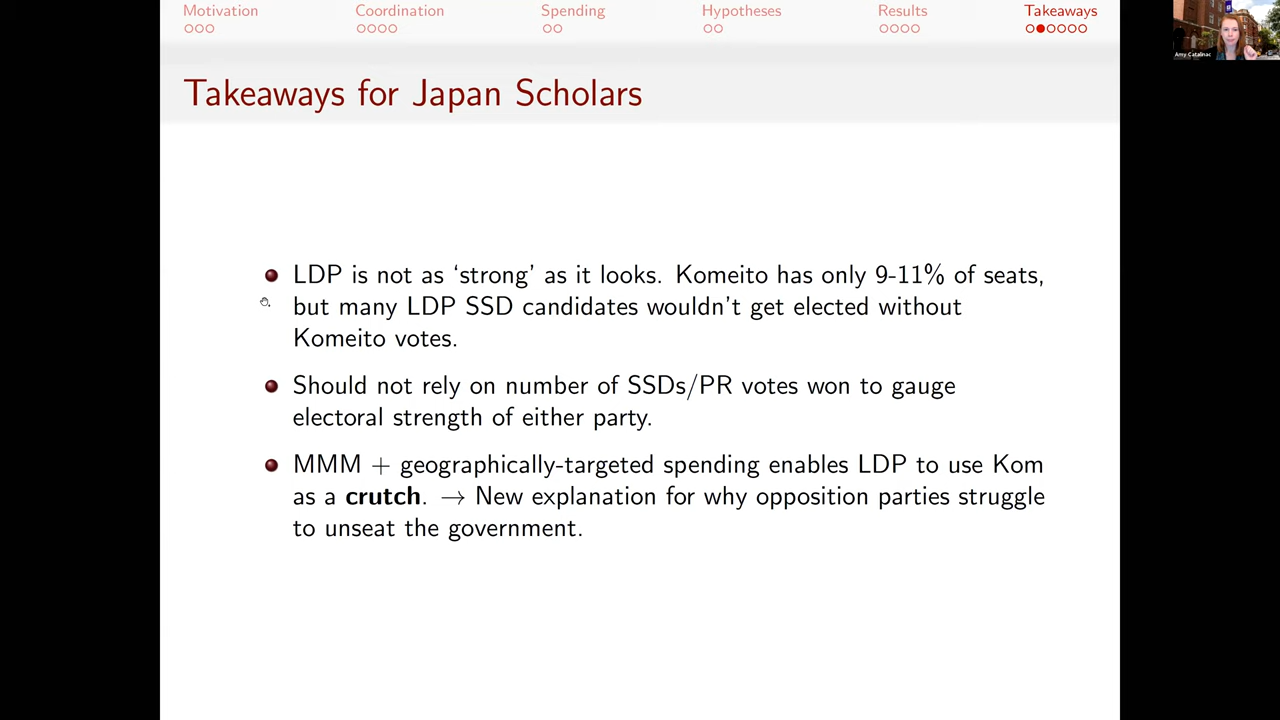 Motivation Coordination Spending Hypotheses Results Takeaways
Amy Catalinac
Takeaways for Japan Scholars
LDP is not as ‘strong’ as it looks. Komeito has only 9-11% of seats,
but many LDP SSD candidates wouldn’t get elected without
Komeito votes.
Should not rely on number of SSDs/PR votes won to gauge
electoral strength of either party.
MMM + geographically-targeted spending enables LDP to use Kom
as a crutch. → New explanation for why opposition parties struggle
to unseat the government.